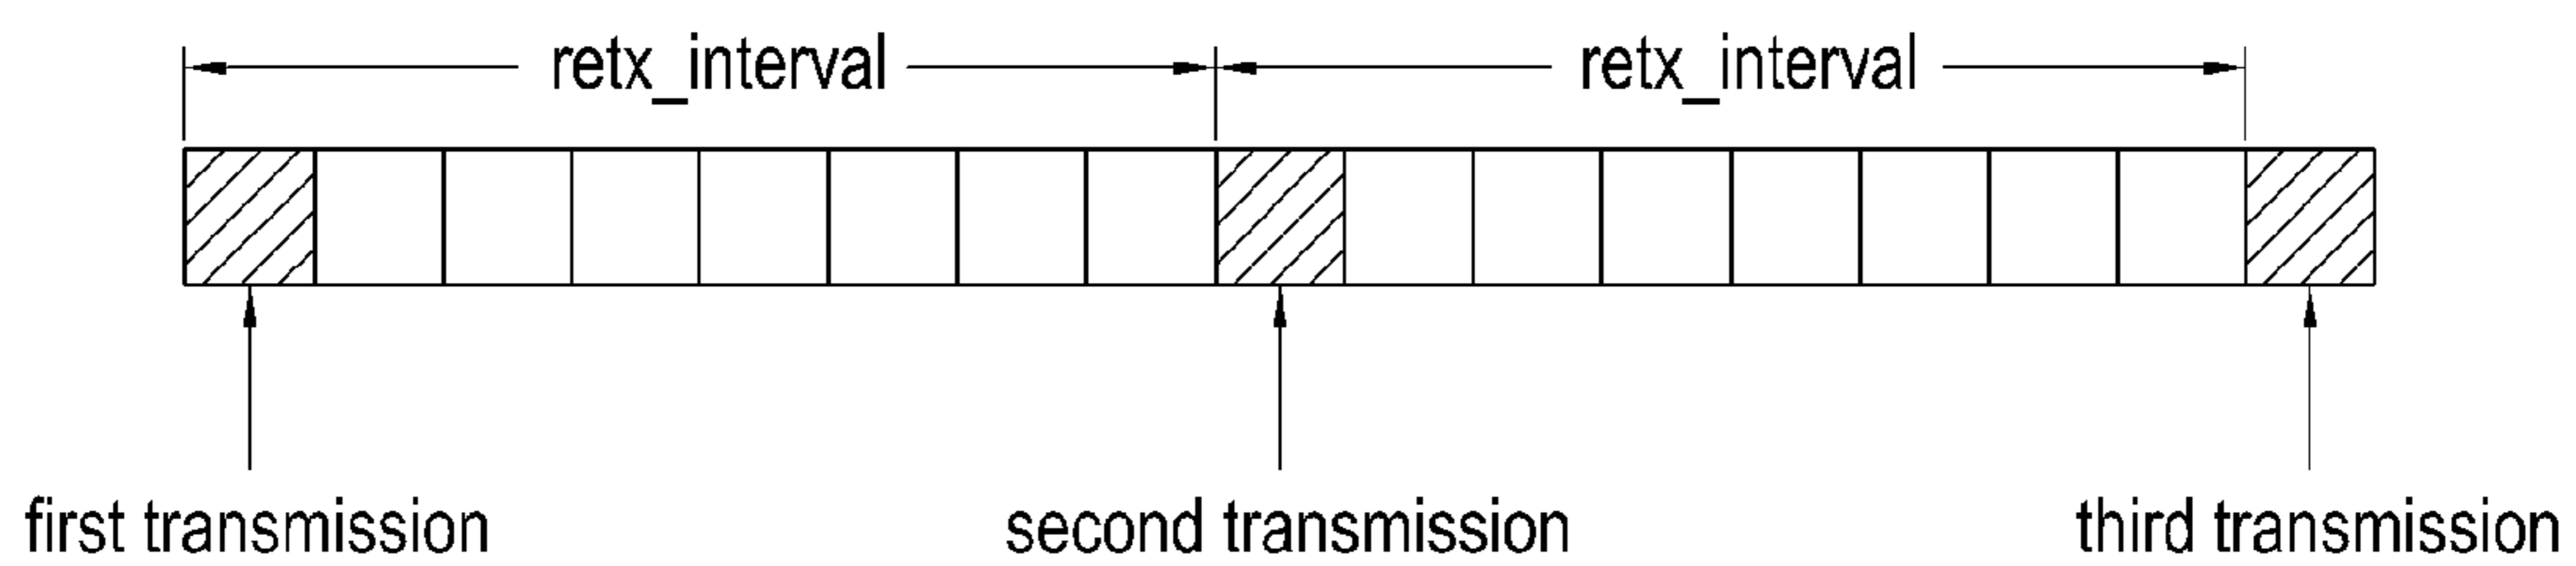 retx_interval retx_interval
first transmission second transmission third transmission